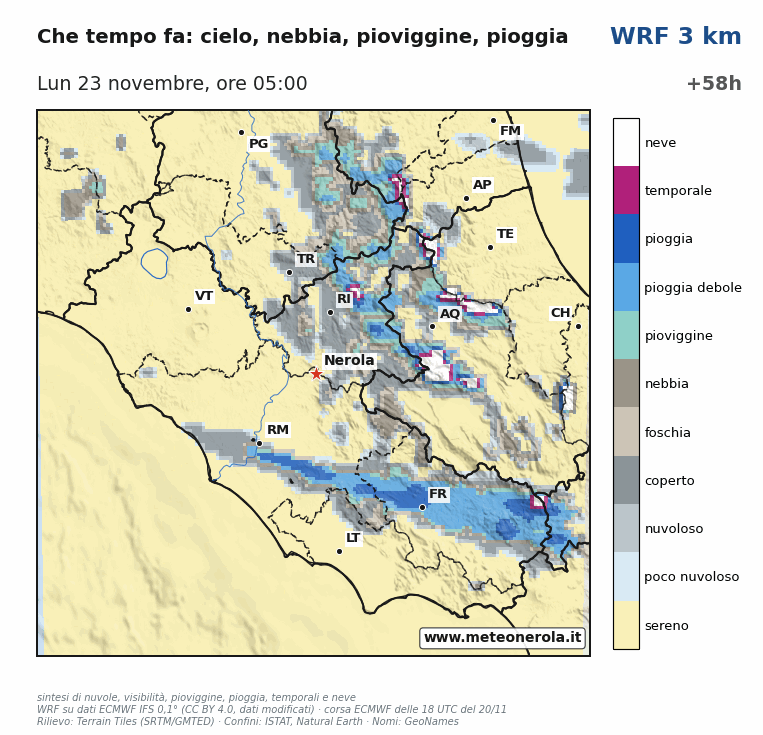 Che tempo fa: cielo, nebbia, pioviggine, pioggia
WRF 3 km
Lun 23 novembre, ore 05:00
+58h
FM
PG
AP
TE
TR
VT
RI
AQ
CH
Nerola
RM
FR
LT
www.meteonerola.it
neve
temporale
pioggia
pioggia debole
pioviggine
nebbia
foschia
coperto
nuvoloso
poco nuvoloso
sereno
sintesi di nuvole, visibilità, pioviggine, pioggia, temporali e neve
WRF su dati ECMWF IFS 0,1° (CC BY 4.0, dati modificati) · corsa ECMWF delle 18 UTC del 20/11
Rilievo: Terrain Tiles (SRTM/GMTED) · Confini: ISTAT, Natural Earth · Nomi: GeoNames